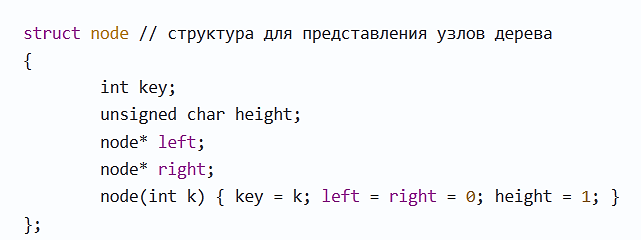 struct node // структура для представления узлов дерева
{
int key;
unsigned char height;
node* left;
node* right;
node(int k) { key = k; left = right = 0; height = 1; }
};